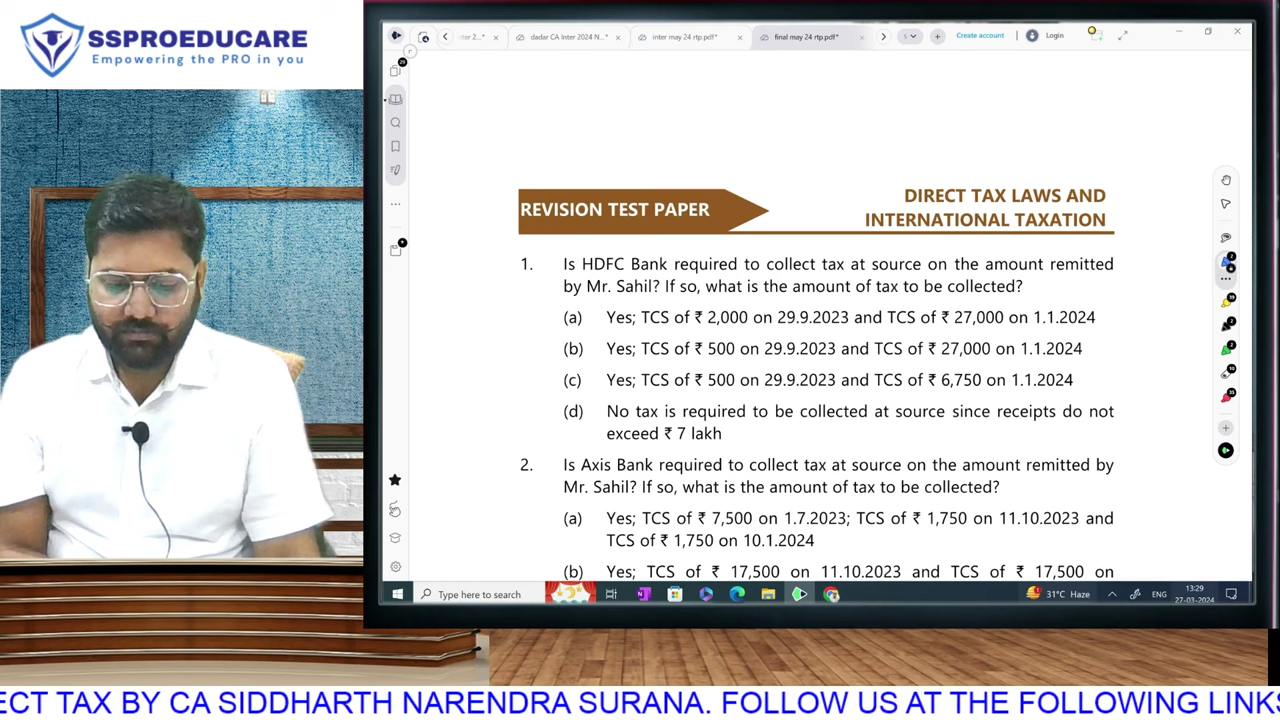 SSPROEDUCARE
Empowering the PRO in you
dadar CA Inter 2024 N...*
inter may 24 rtp.pdf*
final may 24 rtp.pdf*
Create account
Login
REVISION TEST PAPER
DIRECT TAX LAWS AND
INTERNATIONAL TAXATION
1. Is HDFC Bank required to collect tax at source on the amount remitted
by Mr. Sahil? If so, what is the amount of tax to be collected?
(a) Yes; TCS of ₹ 2,000 on 29.9.2023 and TCS of ₹ 27,000 on 1.1.2024
(b) Yes; TCS of ₹ 500 on 29.9.2023 and TCS of ₹ 27,000 on 1.1.2024
(c) Yes; TCS of ₹ 500 on 29.9.2023 and TCS of ₹ 6,750 on 1.1.2024
(d) No tax is required to be collected at source since receipts do not
exceed ₹ 7 lakh
2. Is Axis Bank required to collect tax at source on the amount remitted by
Mr. Sahil? If so, what is the amount of tax to be collected?
(a) Yes; TCS of ₹ 7,500 on 1.7.2023; TCS of ₹ 1,750 on 11.10.2023 and
TCS of ₹ 1,750 on 10.1.2024
(b) Yes; TCS of ₹ 17,500 on 11.10.2023 and TCS of ₹ 17,500 on
Type here to search
31°C Haze
ENG
13:29
27-03-2024
ECT TAX BY CA SIDDHARTH NARENDRA SURANA. FOLLOW US AT THE FOLLOWING LINKS